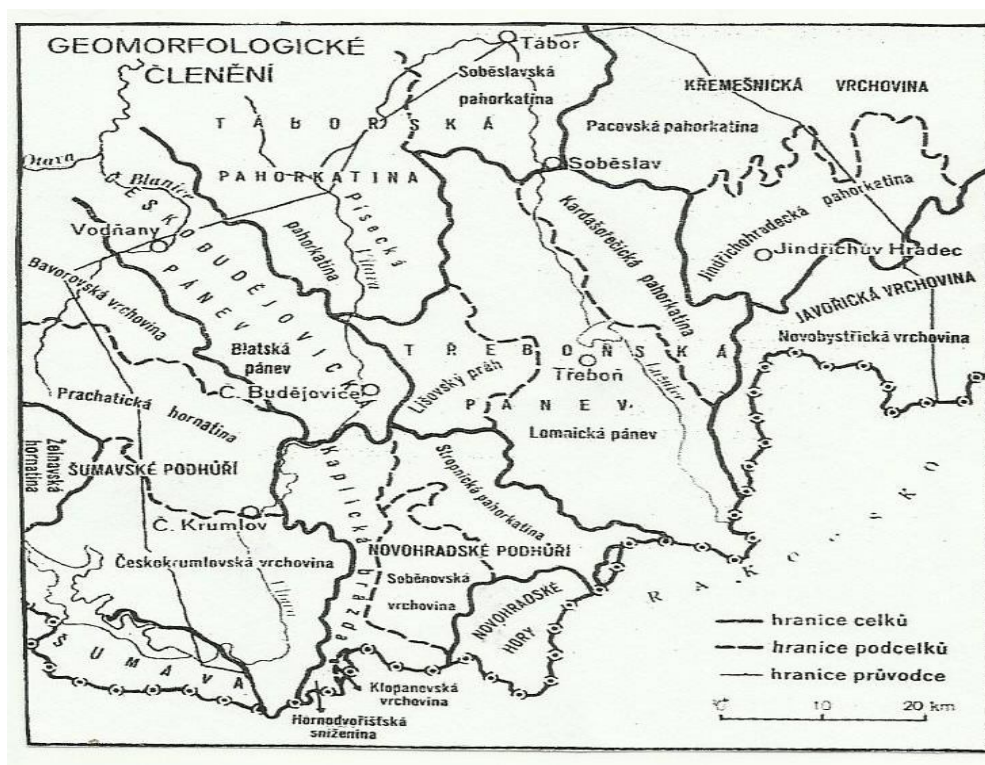 GEOMORFOLOGICKÉ
ČLENĚNÍ
Tábor
Soběslavská
pahorkatina
KŘEMEŠNICKÁ VRCHOVINA
TÁBORSKÁ
PAHORKATINA
Pacovská pahorkatina
Otava
Blanice
Soběslav
Písecká
pahorkatina
Kardašřečická pahorkatina
Jindřichohradecká pahorkatina
Vodňany
ČESKOBUDĚJOVICKÁ
PÁNEV
Jindřichův Hradec
Bavorovská vrchovina
JAVOŘICKÁ VRCHOVINA
Novobystřická vrchovina
Blatská
pánev
TŘEBOŇSKÁ
PÁNEV
Lišovský práh
Třeboň
Č. Budějovice
Prachatická hornatina
Lomnická pánev
Želnavská
hornatina
ŠUMAVSKÉ PODHŮŘÍ
Kaplická brázda
Stropnická pahorkatina
Č. Krumlov
Českokrumlovská vrchovina
NOVOHRADSKÉ PODHŮŘÍ
Soběnovská
vrchovina
NOVOHRADSKÉ
HORY
RAKOUSKO
ŠUMAVA
Klopanovská
vrchovina
Hornodvořišťská
sníženina
hranice celků
hranice podcelků
hranice průvodce
10 20 km